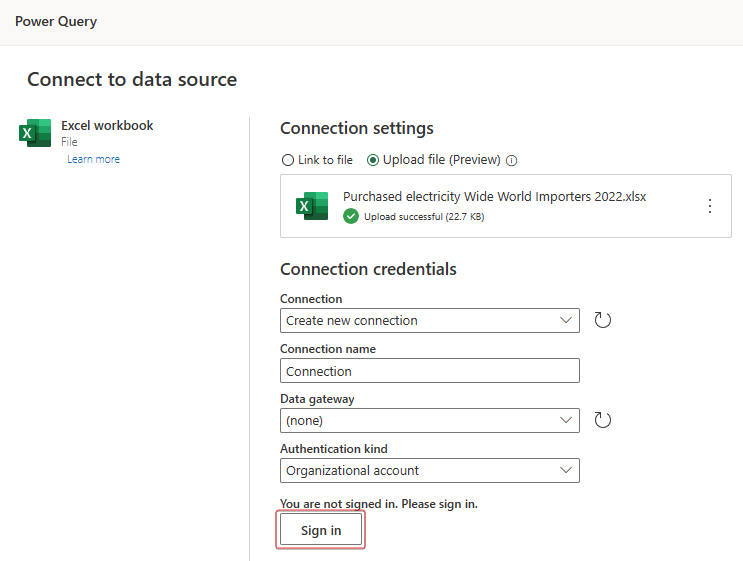 Power Query
Connect to data source
Excel workbook
File
Learn more
Connection settings
Link to file Upload file (Preview)
Purchased electricity Wide World Importers 2022.xlsx
Upload successful (22.7 KB)
Connection credentials
Connection
Create new connection
Connection name
Connection
Data gateway
(none)
Authentication kind
Organizational account
You are not signed in. Please sign in.
Sign in